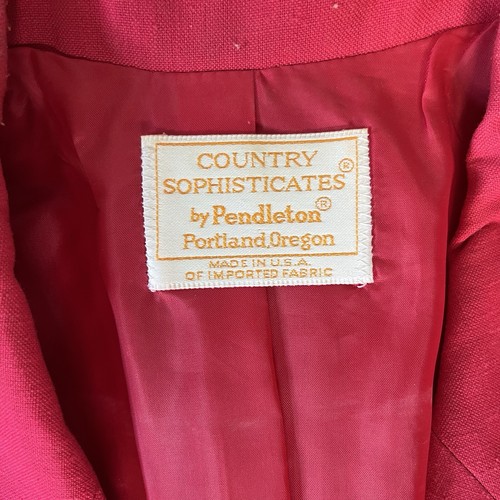 COUNTRY
SOPHISTICATES®
by Pendleton®
Portland, Oregon
MADE IN U.S.A.
OF IMPORTED FABRIC